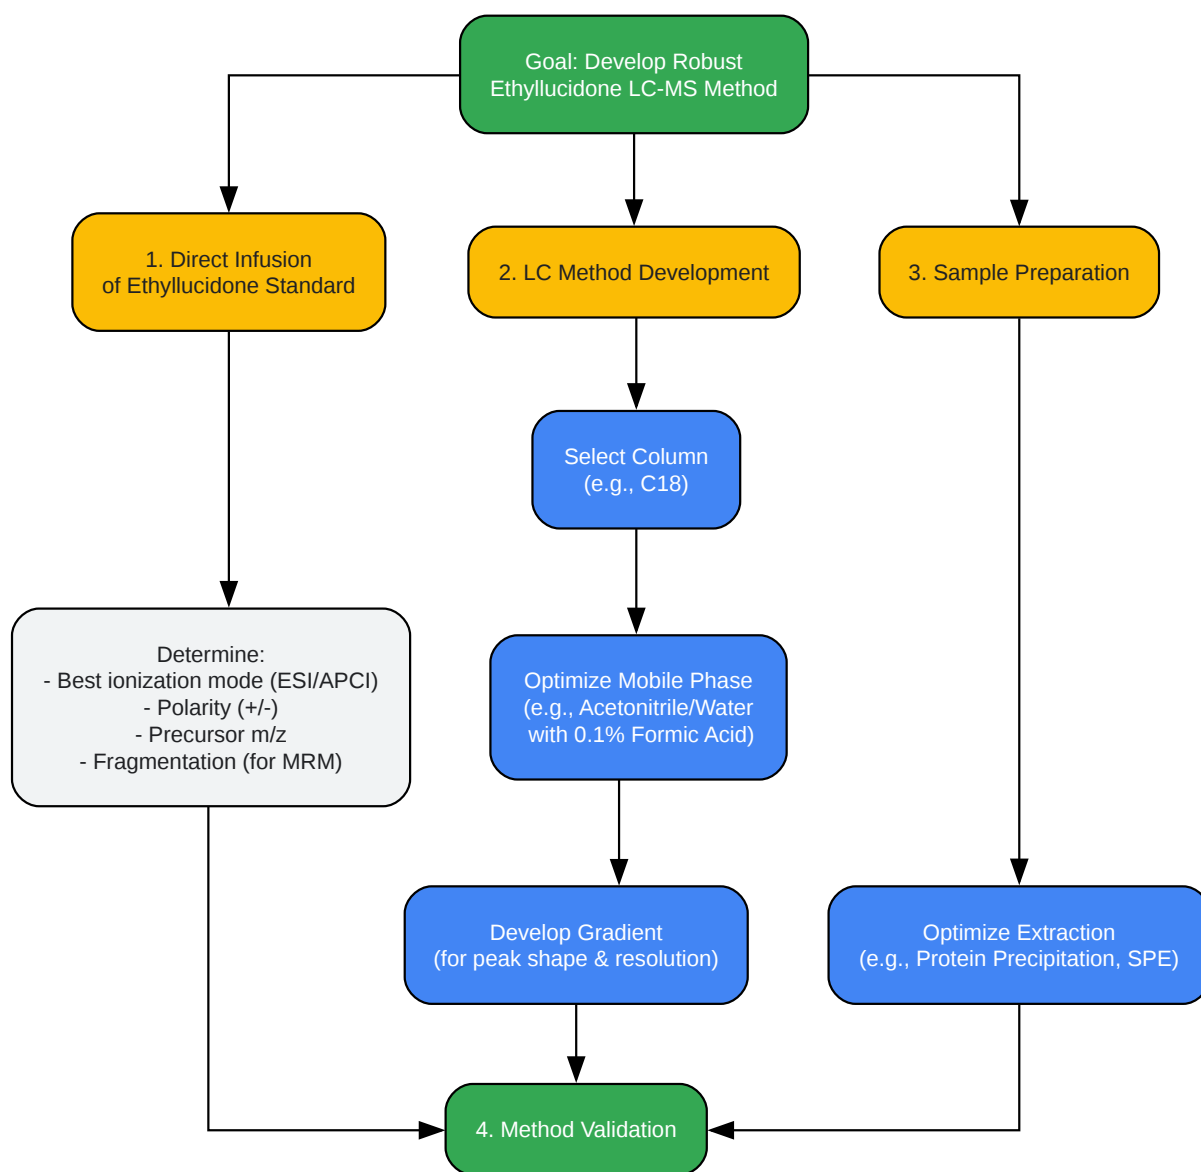 Goal: Develop Robust
Ethyllucidone LC-MS Method
1. Direct Infusion
of Ethyllucidone Standard
2. LC Method Development
3. Sample Preparation
Select Column
(e.g., C18)
Determine:
- Best ionization mode (ESI/APCI)
- Polarity (+/-)
- Precursor m/z
- Fragmentation (for MRM)
Optimize Mobile Phase
(e.g., Acetonitrile/Water
with 0.1% Formic Acid)
Develop Gradient
(for peak shape & resolution)
Optimize Extraction
(e.g., Protein Precipitation, SPE)
4. Method Validation